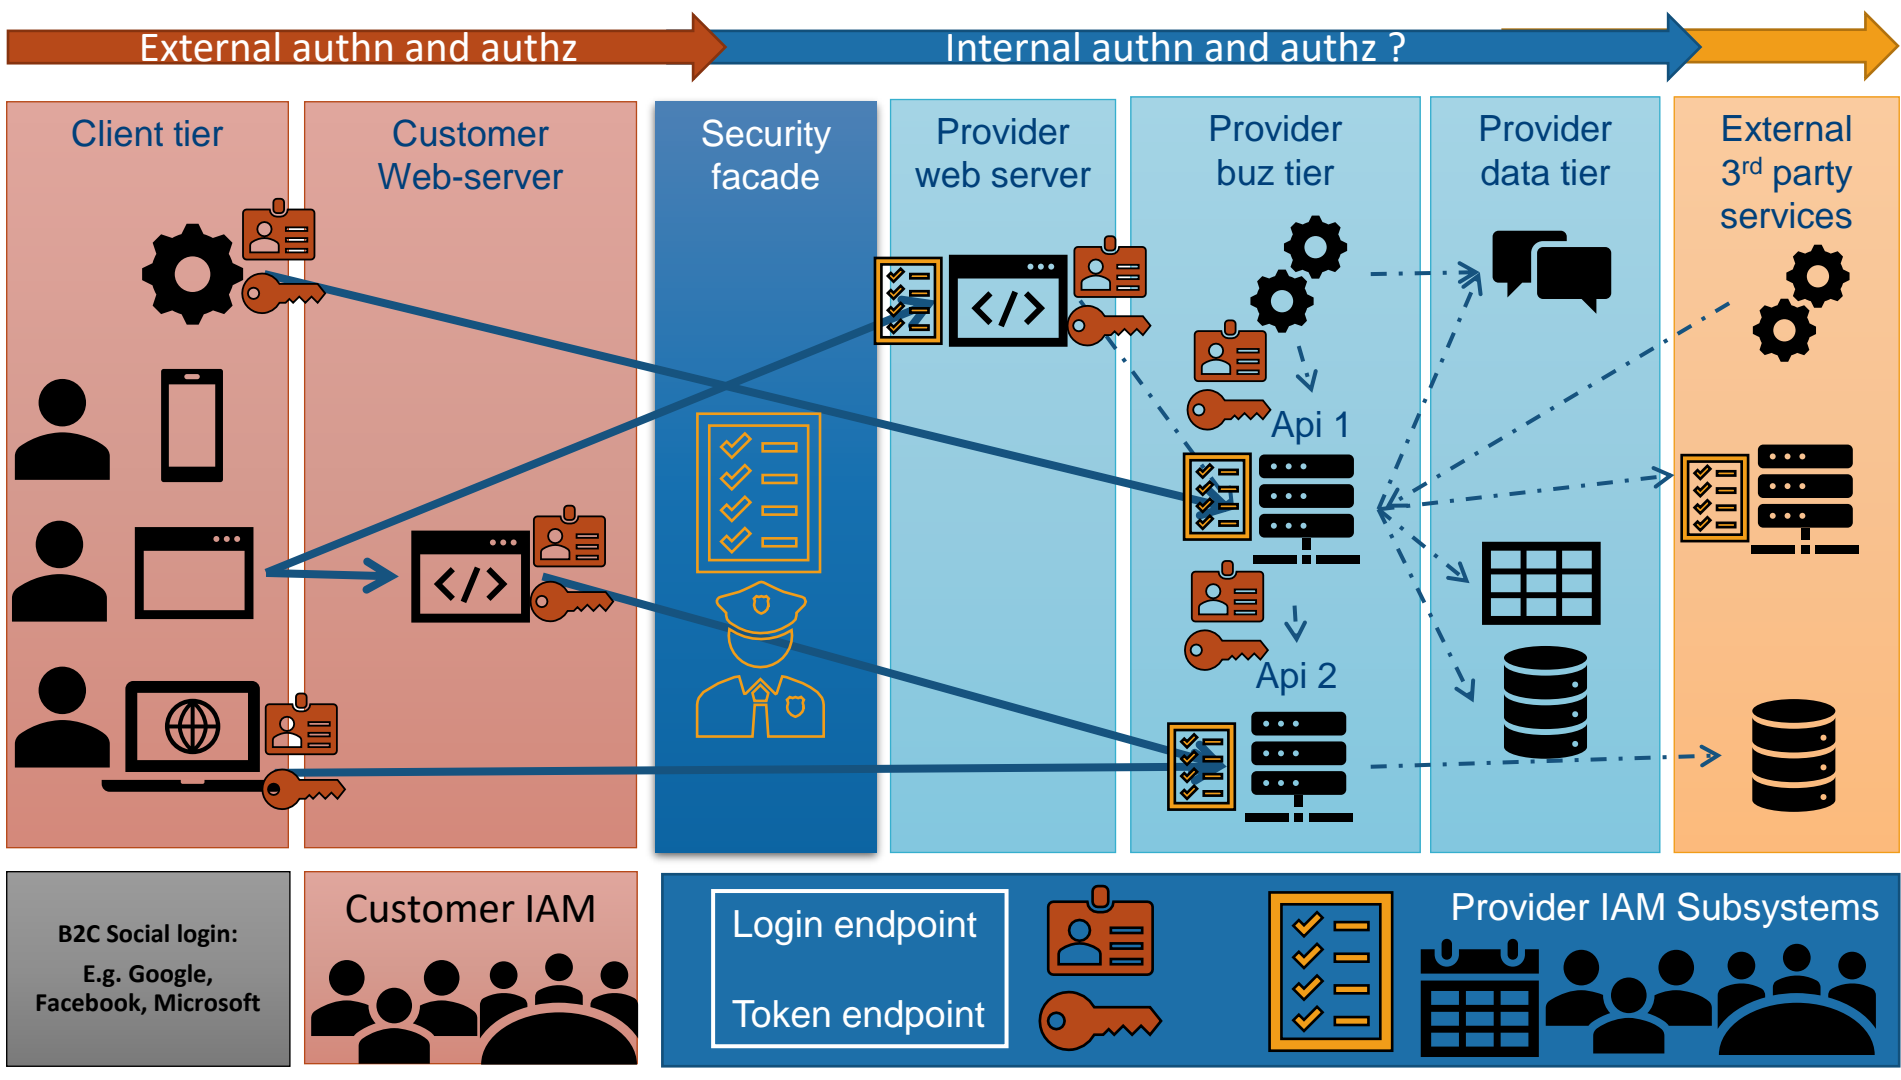 External authn and authz
Internal authn and authz ?
Client tier
Customer
Web-server
Security
facade
Provider
web server
Provider
buz tier
Provider
data tier
External
3rd party
services
</>
Api 1
</>
Api 2
B2C Social login:
E.g. Google,
Facebook, Microsoft
Customer IAM
Login endpoint
Token endpoint
Provider IAM Subsystems